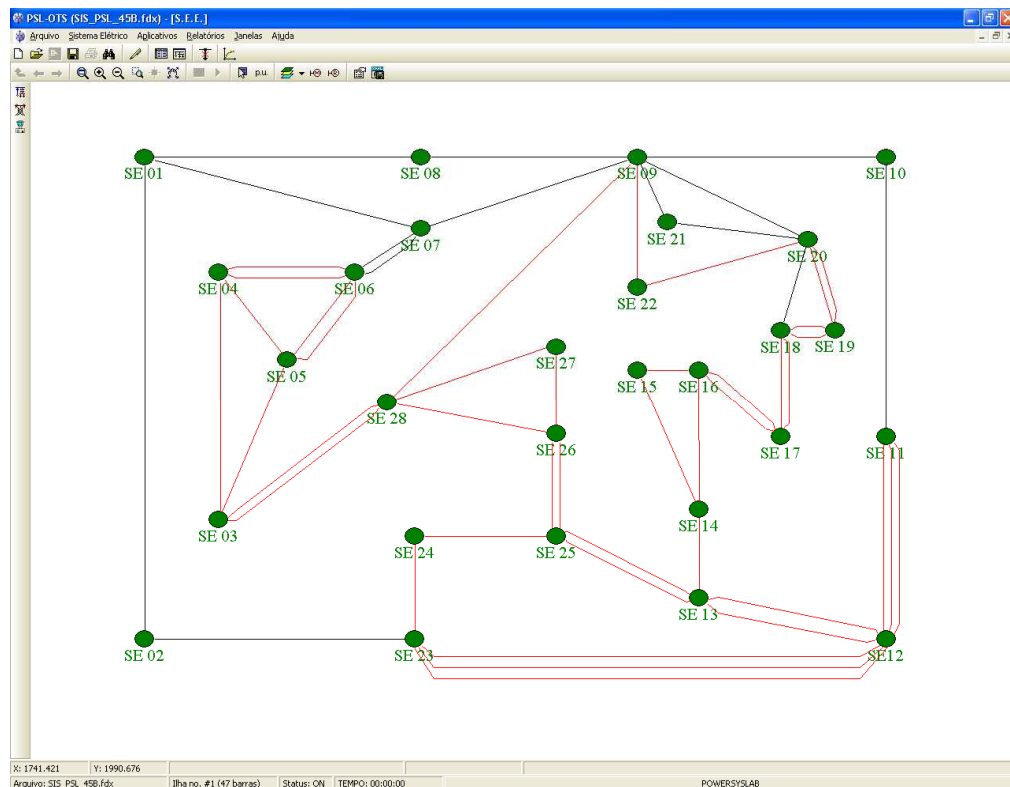 PSL-OTS (SIS_PSL_45B.fdx) - [S.E.E.]
Arquivo Sistema Elétrico Aplicativos Relatórios Janelas Ajuda
p.u.
SE 01
SE 08
SE 09
SE 10
SE 07
SE 21
SE 20
SE 04
SE 06
SE 22
SE 18
SE 19
SE 27
SE 05
SE 15
SE 16
SE 28
SE 26
SE 17
SE 11
SE 03
SE 14
SE 24
SE 25
SE 13
SE 02
SE 23
SE12
X: 1741.421 Y: 1990.676
Arquivo: SIS_PSL_45B.fdx Ilha no. #1 (47 barras) Status: ON TEMPO: 00:00:00 POWERSYSLAB